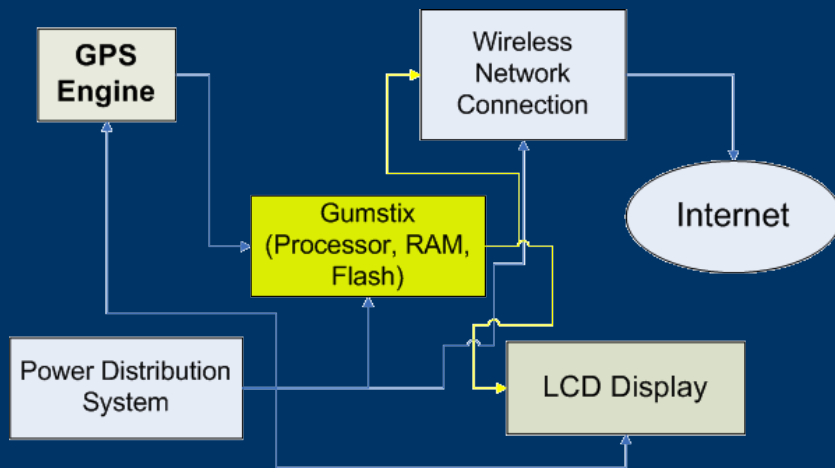 GPS
Engine
Wireless
Network
Connection
Internet
Gumstix
(Processor, RAM,
Flash)
Power Distribution
System
LCD Display